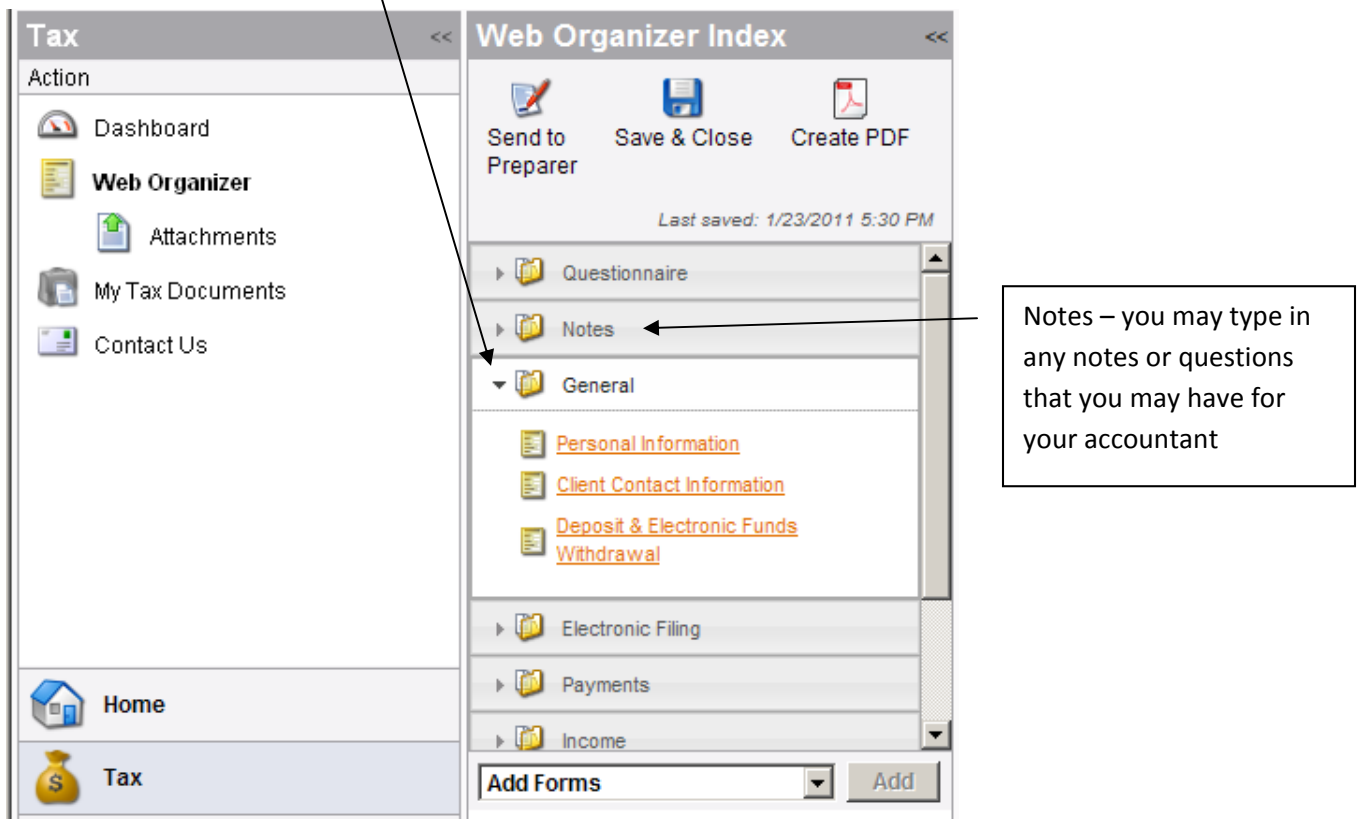 Tax <<
Action
Dashboard
Web Organizer
Attachments
My Tax Documents
Contact Us
Home
$
Tax
Web Organizer Index <<
Send to
Preparer
Save & Close
Create PDF
Last saved: 1/23/2011 5:30 PM
Questionnaire
Notes
General
Personal Information
Client Contact Information
Deposit & Electronic Funds
Withdrawal
Electronic Filing
Payments
Income
Add Forms
Add
Notes – you may type in
any notes or questions
that you may have for
your accountant